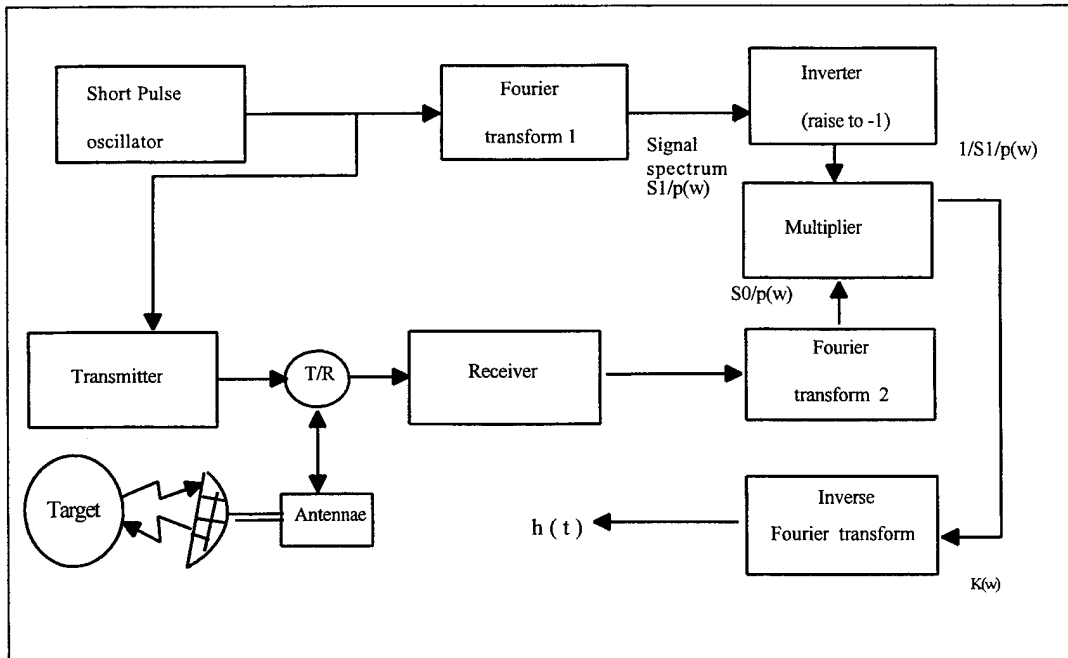 Short Pulse
oscillator
Fourier
transform 1
Inverter
(raise to -1)
Signal
spectrum
S1/p(w)
1/S1/p(w)
Multiplier
S0/p(w)
Transmitter
T/R
Receiver
Fourier
transform 2
Target
Antennae
h ( t )
Inverse
Fourier transform
K(w)